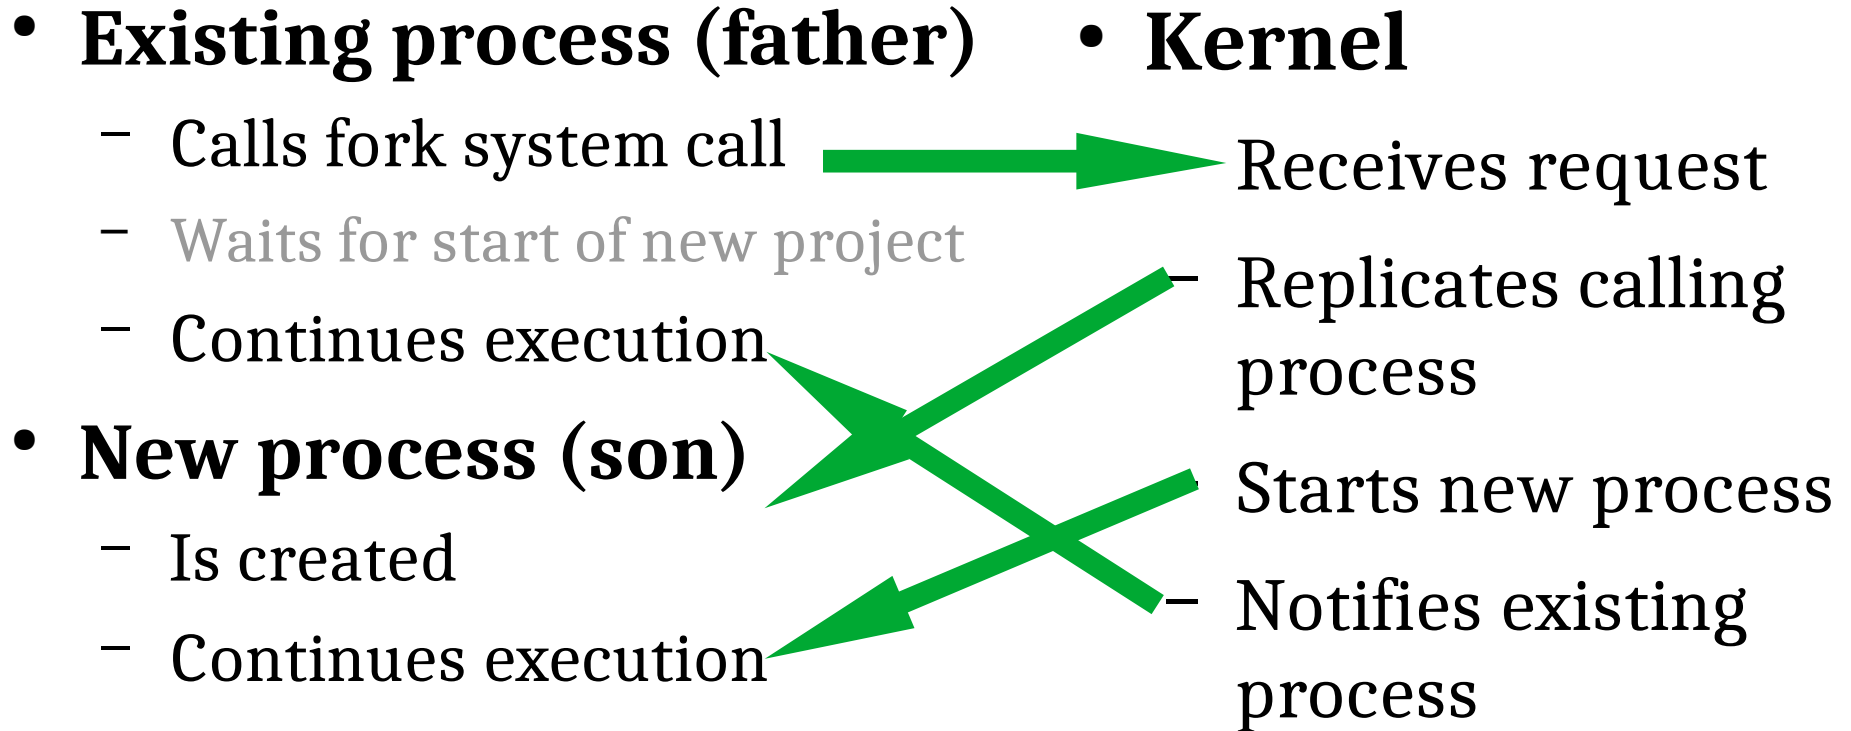 • Existing process (father)
– Calls fork system call
– Waits for start of new project
– Continues execution
• New process (son)
– Is created
– Continues execution
• Kernel
Receives request
– Replicates calling
process
– Starts new process
– Notifies existing
process